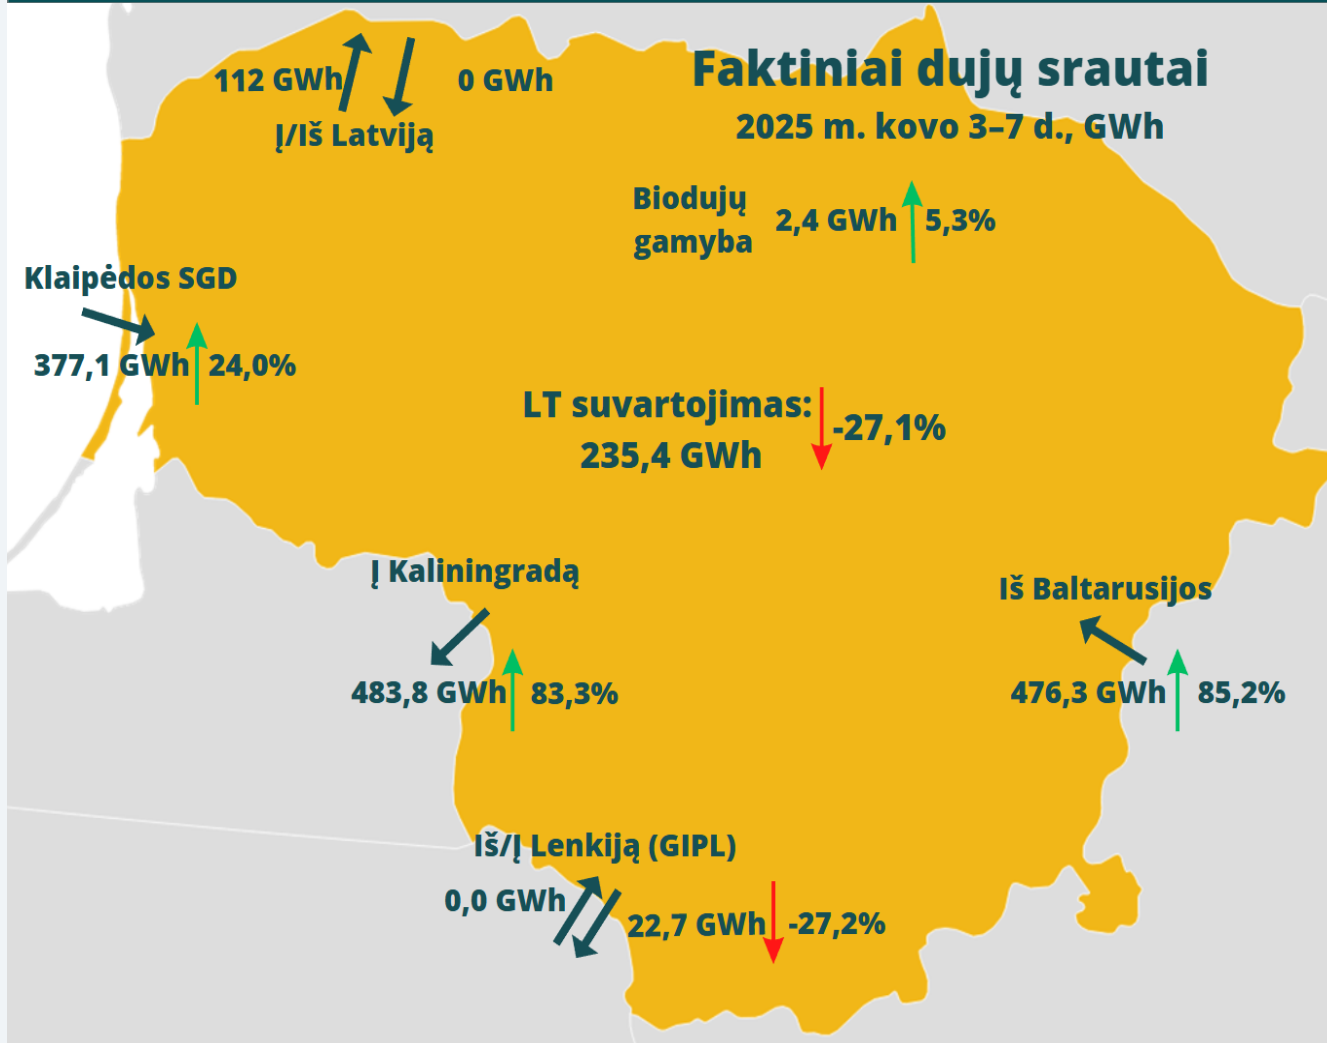 Faktiniai dujų srautai
2025 m. kovo 3–7 d., GWh
112 GWh
0 GWh
Į/Iš Latviją
Biodujų
gamyba
2,4 GWh
5,3%
Klaipėdos SGD
377,1 GWh
24,0%
LT suvartojimas:
235,4 GWh
-27,1%
Į Kaliningradą
483,8 GWh
83,3%
Iš Baltarusijos
476,3 GWh
85,2%
Iš/Į Lenkiją (GIPL)
0,0 GWh
22,7 GWh
-27,2%